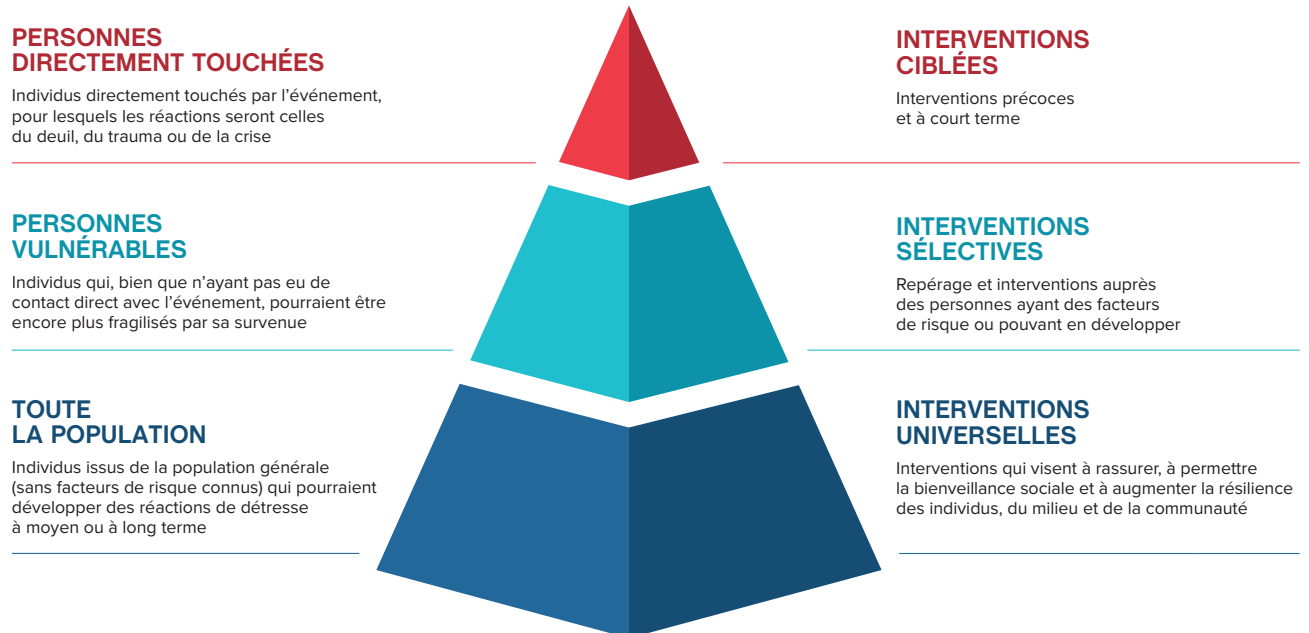 PERSONNES
DIRECTEMENT TOUCHÉES
Individus directement touchés par l’événement,
pour lesquels les réactions seront celles
du deuil, du trauma ou de la crise
INTERVENTIONS
CIBLÉES
Interventions précoces
et à court terme
PERSONNES
VULNÉRABLES
Individus qui, bien que n’ayant pas eu de
contact direct avec l’événement, pourraient être
encore plus fragilisés par sa survenue
INTERVENTIONS
SÉLECTIVES
Repérage et interventions auprès
des personnes ayant des facteurs
de risque ou pouvant en développer
TOUTE
LA POPULATION
Individus issus de la population générale
(sans facteurs de risque connus) qui pourraient
développer des réactions de détresse
à moyen ou à long terme
INTERVENTIONS
UNIVERSELLES
Interventions qui visent à rassurer, à permettre
la bienveillance sociale et à augmenter la résilience
des individus, du milieu et de la communauté